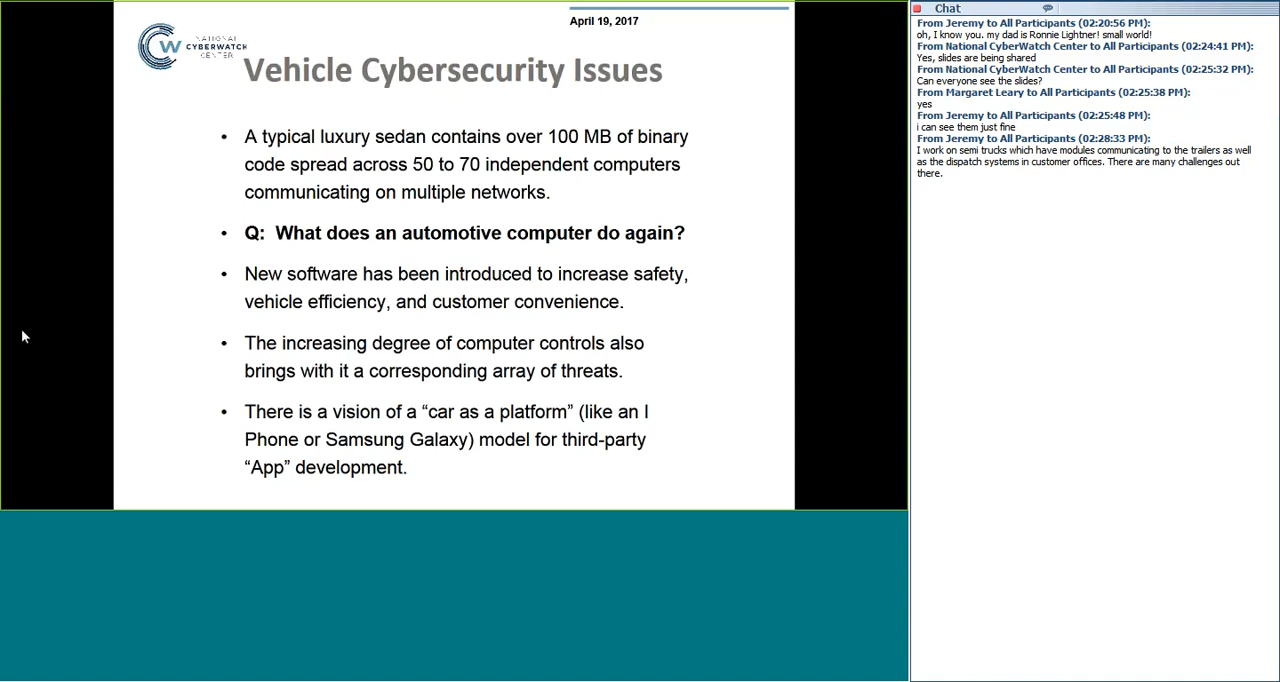 April 19, 2017
NATIONAL
CYBERWATCH
CENTER
CW
Vehicle Cybersecurity Issues
• A typical luxury sedan contains over 100 MB of binary
code spread across 50 to 70 independent computers
communicating on multiple networks.
• Q: What does an automotive computer do again?
• New software has been introduced to increase safety,
vehicle efficiency, and customer convenience.
• The increasing degree of computer controls also
brings with it a corresponding array of threats.
• There is a vision of a “car as a platform” (like an I
Phone or Samsung Galaxy) model for third-party
“App” development.
Chat
From Jeremy to All Participants (02:20:56 PM):
oh, I know you. my dad is Ronnie Lightner! small world!
From National CyberWatch Center to All Participants (02:24:41 PM):
Yes, slides are being shared
From National CyberWatch Center to All Participants (02:25:32 PM):
Can everyone see the slides?
From Margaret Leary to All Participants (02:25:38 PM):
yes
From Jeremy to All Participants (02:25:48 PM):
i can see them just fine
From Jeremy to All Participants (02:28:33 PM):
I work on semi trucks which have modules communicating to the trailers as well
as the dispatch systems in customer offices. There are many challenges out
there.